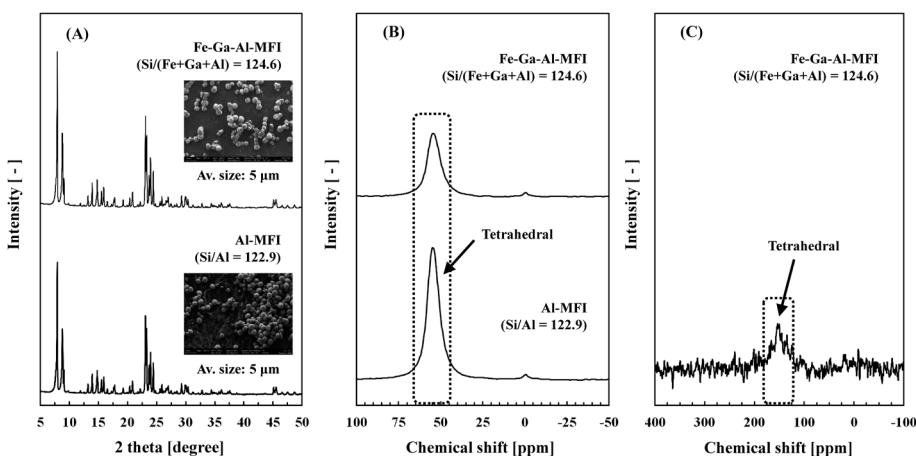 (A)
Fe-Ga-Al-MFI
(Si/(Fe+Ga+Al) = 124.6)
Av. size: 5 μm
Al-MFI
(Si/Al = 122.9)
Av. size: 5 μm
Intensity [ - ]
5 10 15 20 25 30 35 40 45 50
2 theta [degree]
(B)
Fe-Ga-Al-MFI
(Si/(Fe+Ga+Al) = 124.6)
Tetrahedral
Al-MFI
(Si/Al = 122.9)
Intensity [ - ]
100 75 50 25 0 -25 -50
Chemical shift [ppm]
(C)
Fe-Ga-Al-MFI
(Si/(Fe+Ga+Al) = 124.6)
Tetrahedral
Intensity [ - ]
400 300 200 100 0 -100
Chemical shift [ppm]